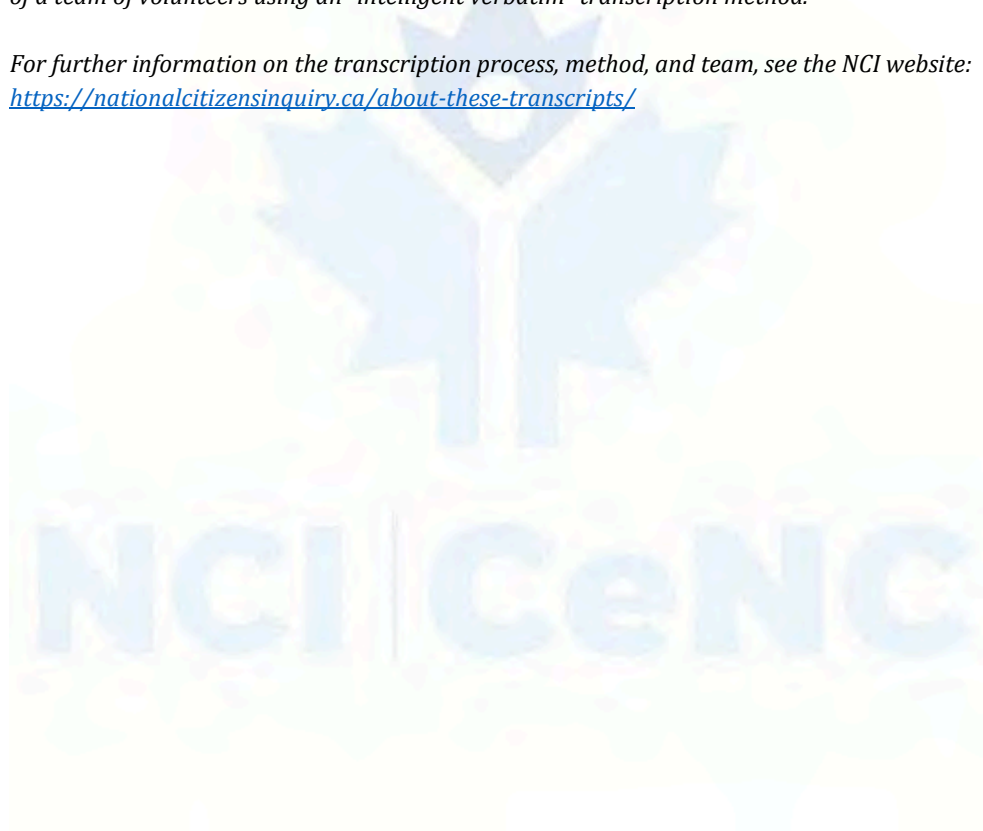 of a team of volunteers using an "intelligent verbatim" transcription method.
For further information on the transcription process, method, and team, see the NCI website:
https://nationalcitizensinquiry.ca/about-these-transcripts/
NCI | CeNC